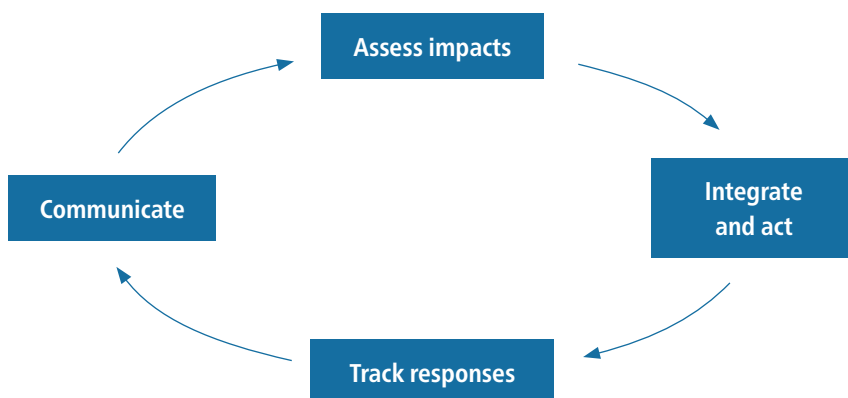 Assess impacts
Communicate
Integrate
and act
Track responses